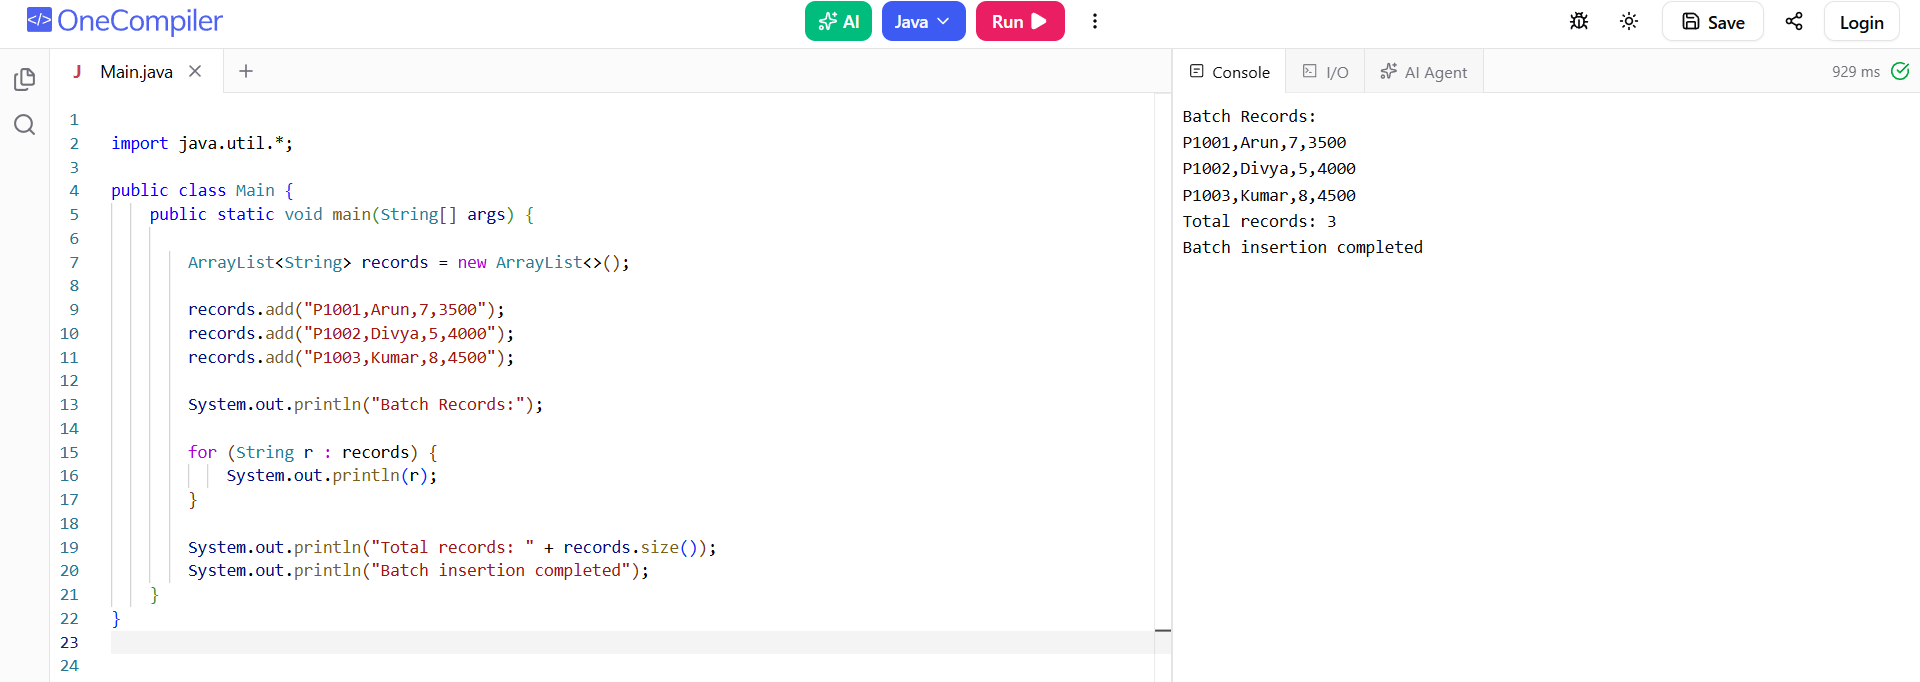 </> OneCompiler
AI
Java
Run
Save
Login
J Main.java
Console
I/O
AI Agent
929 ms
1
2 import java.util.*;
3
4 public class Main {
5 public static void main(String[] args) {
6
7 ArrayList<String> records = new ArrayList<>();
8
9 records.add("P1001,Arun,7,3500");
10 records.add("P1002,Divya,5,4000");
11 records.add("P1003,Kumar,8,4500");
12
13 System.out.println("Batch Records:");
14
15 for (String r : records) {
16 System.out.println(r);
17 }
18
19 System.out.println("Total records: " + records.size());
20 System.out.println("Batch insertion completed");
21 }
22 }
23
24
Batch Records:
P1001,Arun,7,3500
P1002,Divya,5,4000
P1003,Kumar,8,4500
Total records: 3
Batch insertion completed